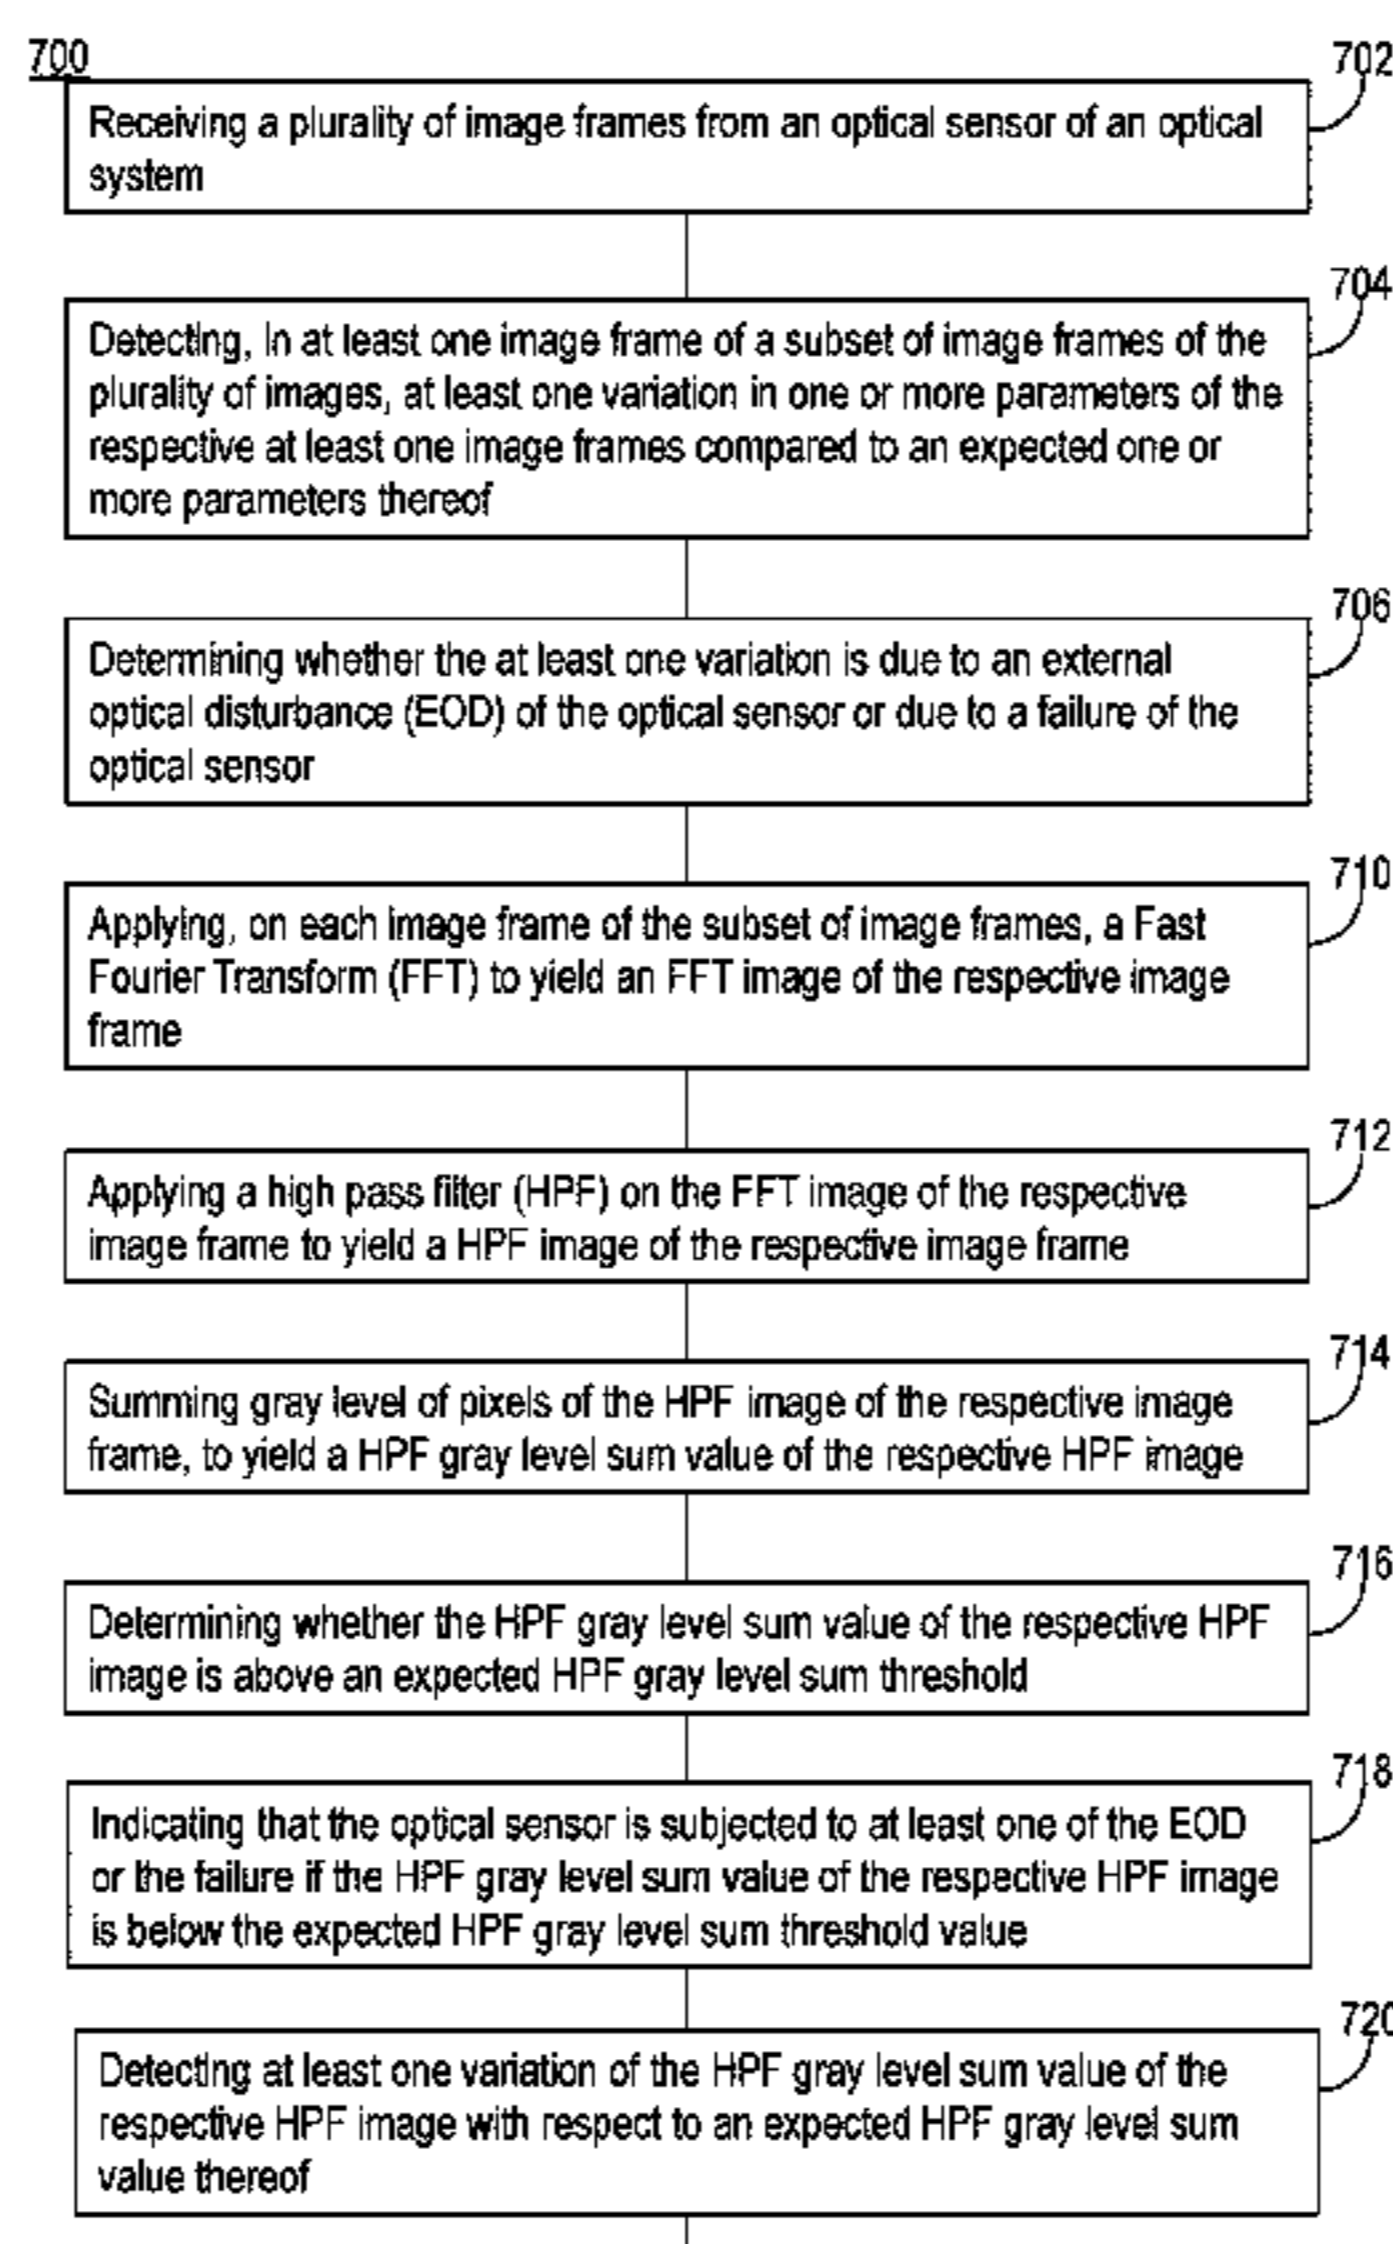 700
702
Receiving a plurality of image frames from an optical sensor of an optical
system
704
Detecting, in at least one image frame of a subset of image frames of the
plurality of images, at least one variation in one or more parameters of the
respective at least one image frames compared to an expected one or
more parameters thereof
706
Determining whether the at least one variation is due to an external
optical disturbance (EOD) of the optical sensor or due to a failure of the
optical sensor
710
Applying, on each image frame of the subset of image frames, a Fast
Fourier Transform (FFT) to yield an FFT image of the respective image
frame
712
Applying a high pass filter (HPF) on the FFT image of the respective
image frame to yield a HPF image of the respective image frame
714
Summing gray level of pixels of the HPF image of the respective image
frame, to yield a HPF gray level sum value of the respective HPF image
716
Determining whether the HPF gray level sum value of the respective HPF
image is above an expected HPF gray level sum threshold
718
Indicating that the optical sensor is subjected to at least one of the EOD
or the failure if the HPF gray level sum value of the respective HPF image
is below the expected HPF gray level sum threshold value
720
Detecting at least one variation of the HPF gray level sum value of the
respective HPF image with respect to an expected HPF gray level sum
value thereof